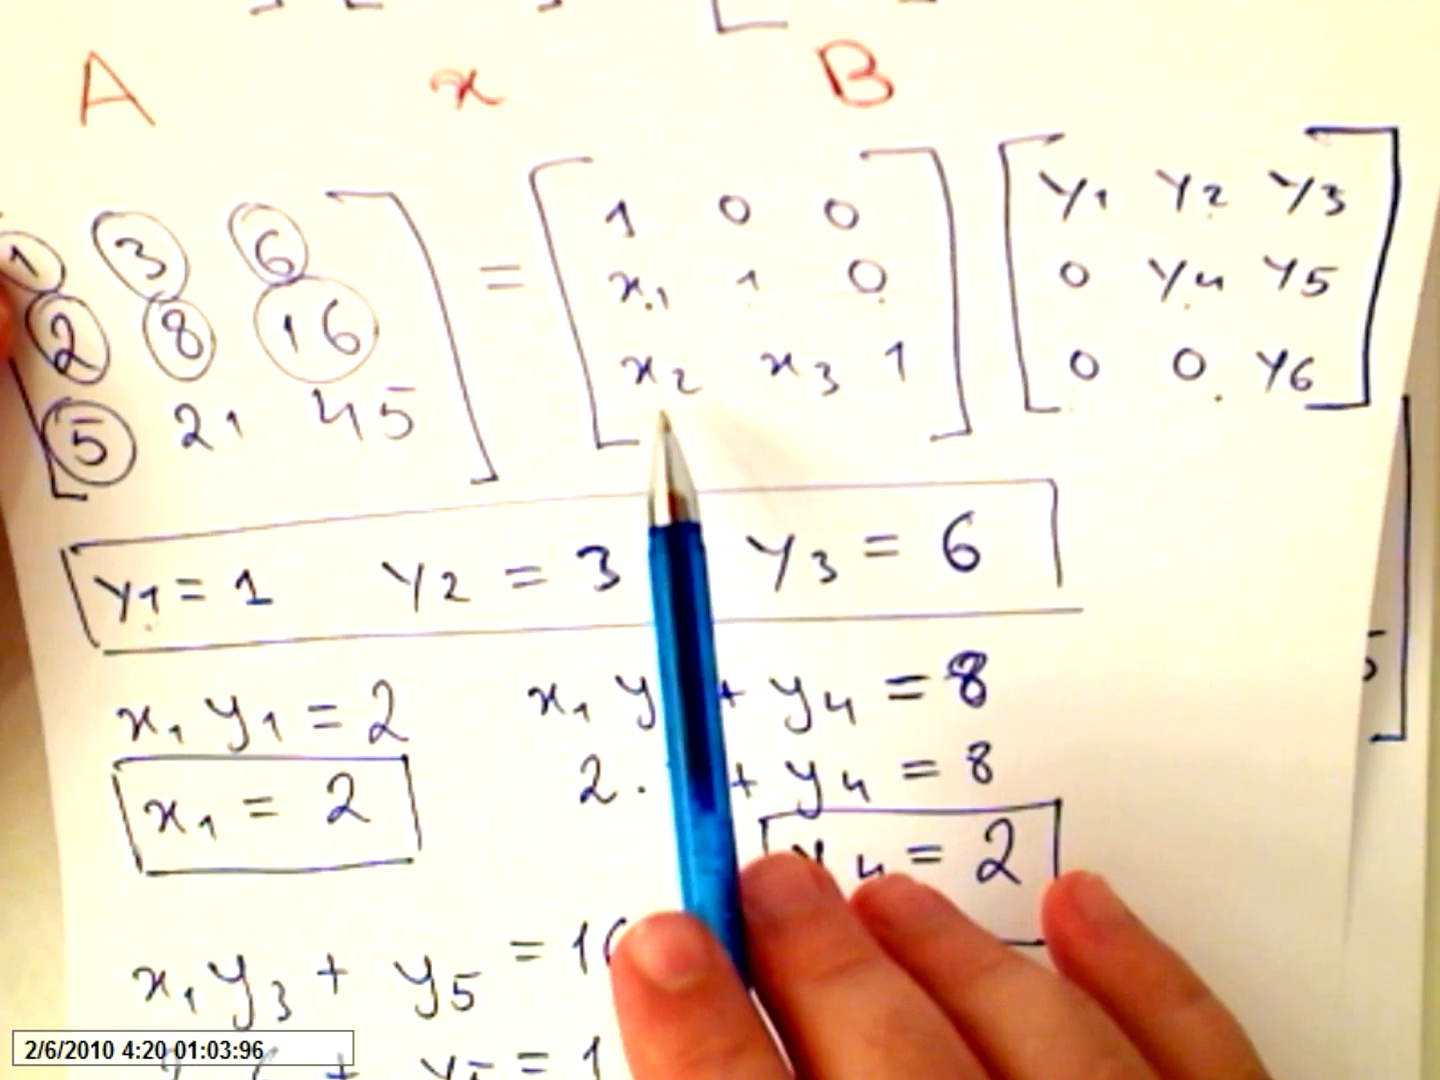 A x B
1 3 6 = 1 0 0 y1 y2 y3
2 8 16 x1 1 0 0 y4 y5
5 21 45 x2 x3 1 0 0 y6
y1 = 1 y2 = 3 y3 = 6
x1 y1 = 2 x1 y + y4 = 8
x1 = 2 2. + y4 = 8
y4 = 2
x1 y3 + y5 = 16
2/6/2010 4:20 01:03:96